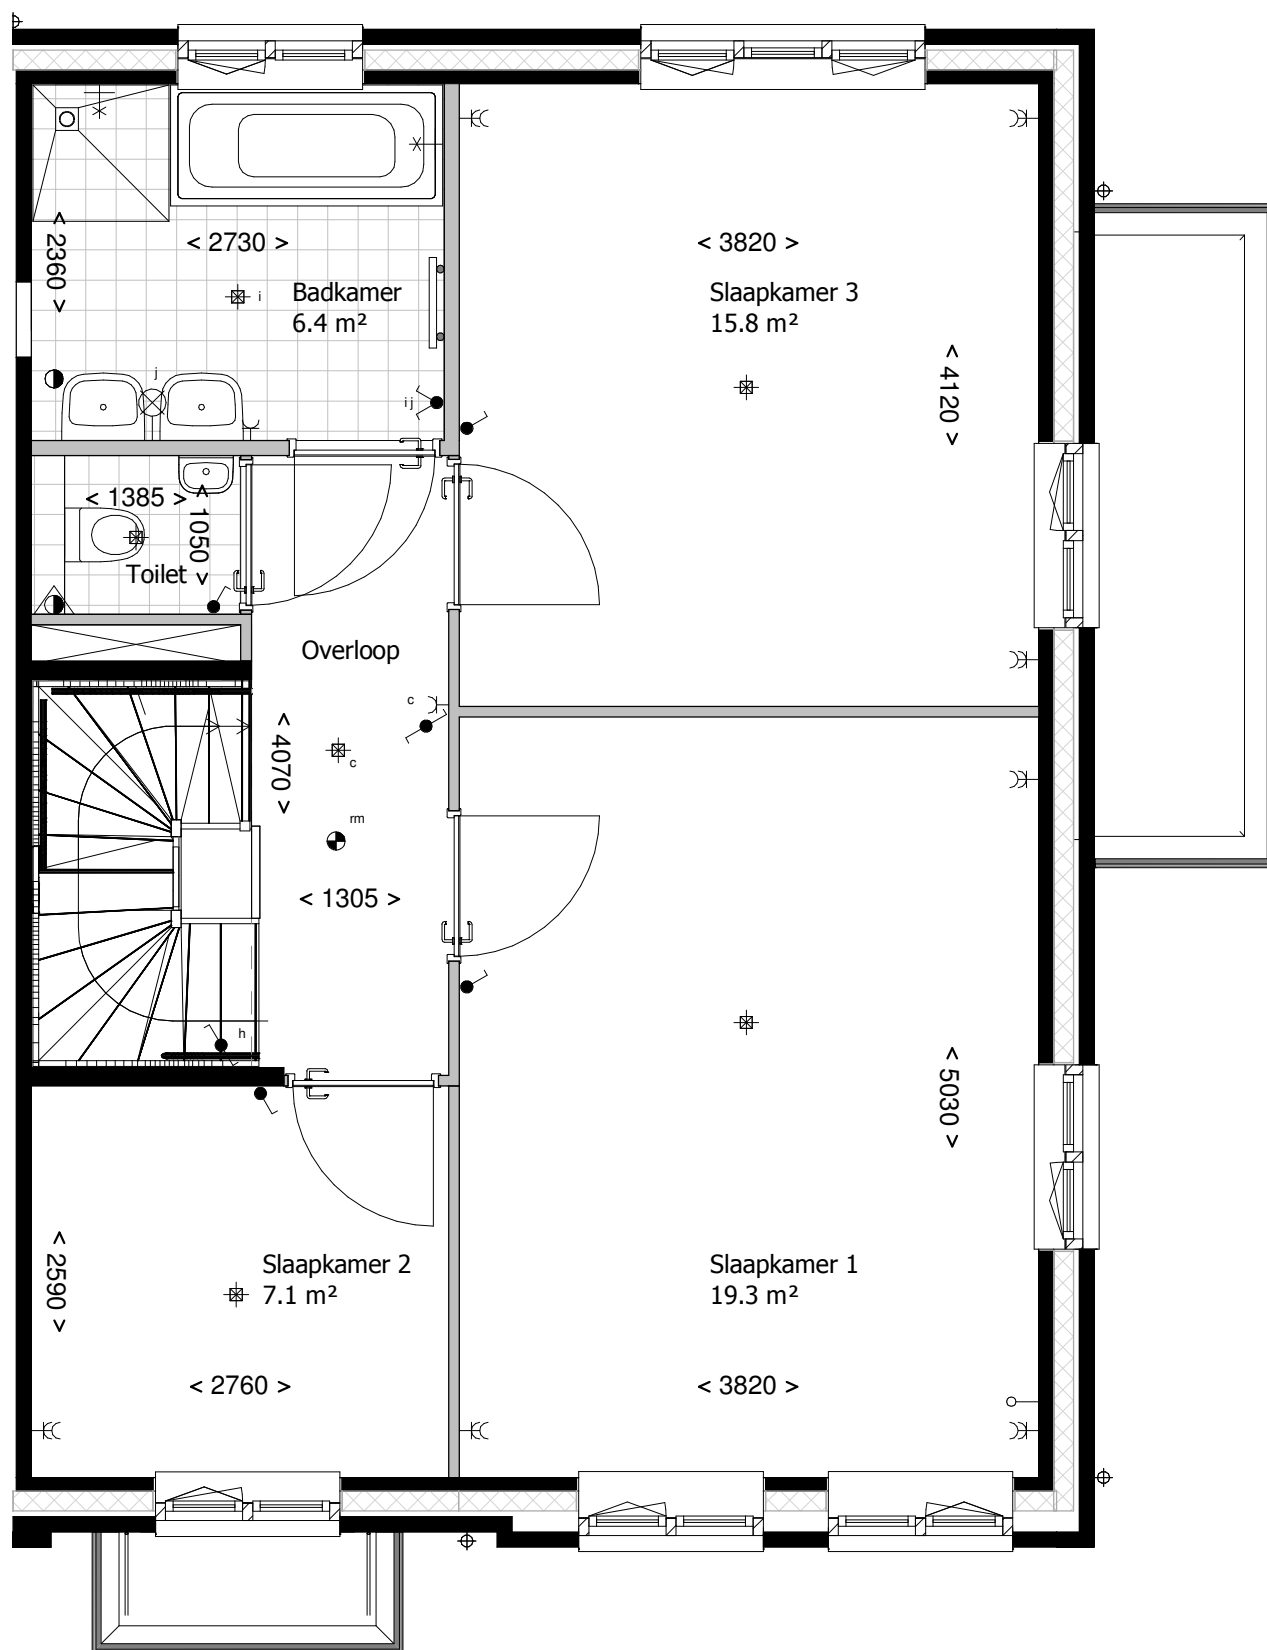 < 2730 >
< 3820 >
< 2360 >
i
Badkamer
6.4 m²
Slaapkamer 3
15.8 m²
j
< 4120 >
i j
< 1385 >
< 1050 >
Toilet
Overloop
c
< 4070 >
c
rm
< 1305 >
h
< 5030 >
Slaapkamer 2
7.1 m²
Slaapkamer 1
19.3 m²
< 2590 >
< 2760 >
< 3820 >